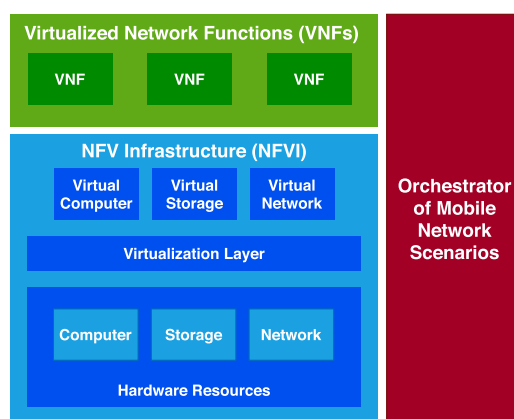 Virtualized Network Functions (VNFs)
VNF
VNF
VNF
NFV Infrastructure (NFVI)
Virtual
Computer
Virtual
Storage
Virtual
Network
Virtualization Layer
Computer
Storage
Network
Hardware Resources
Orchestrator
of Mobile
Network
Scenarios